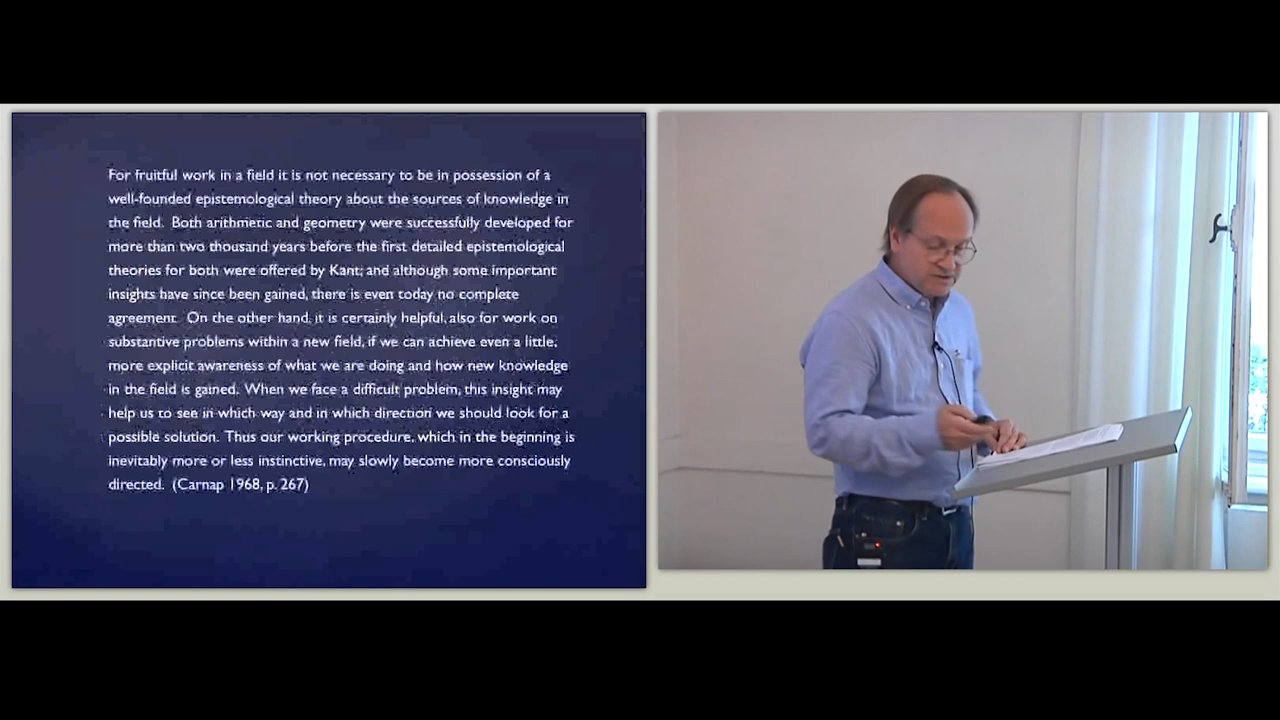 For fruitful work in a field it is not necessary to be in possession of a
well-founded epistemological theory about the sources of knowledge in
the field. Both arithmetic and geometry were successfully developed for
more than two thousand years before the first detailed epistemological
theories for both were offered by Kant; and although some important
insights have since been gained, there is even today no complete
agreement. On the other hand, it is certainly helpful, also for work on
substantive problems within a new field, if we can achieve even a little,
more explicit awareness of what we are doing and how new knowledge
in the field is gained. When we face a difficult problem, this insight may
help us to see in which way and in which direction we should look for a
possible solution. Thus our working procedure, which in the beginning is
inevitably more or less instinctive, may slowly become more consciously
directed. (Carnap 1968, p. 267)